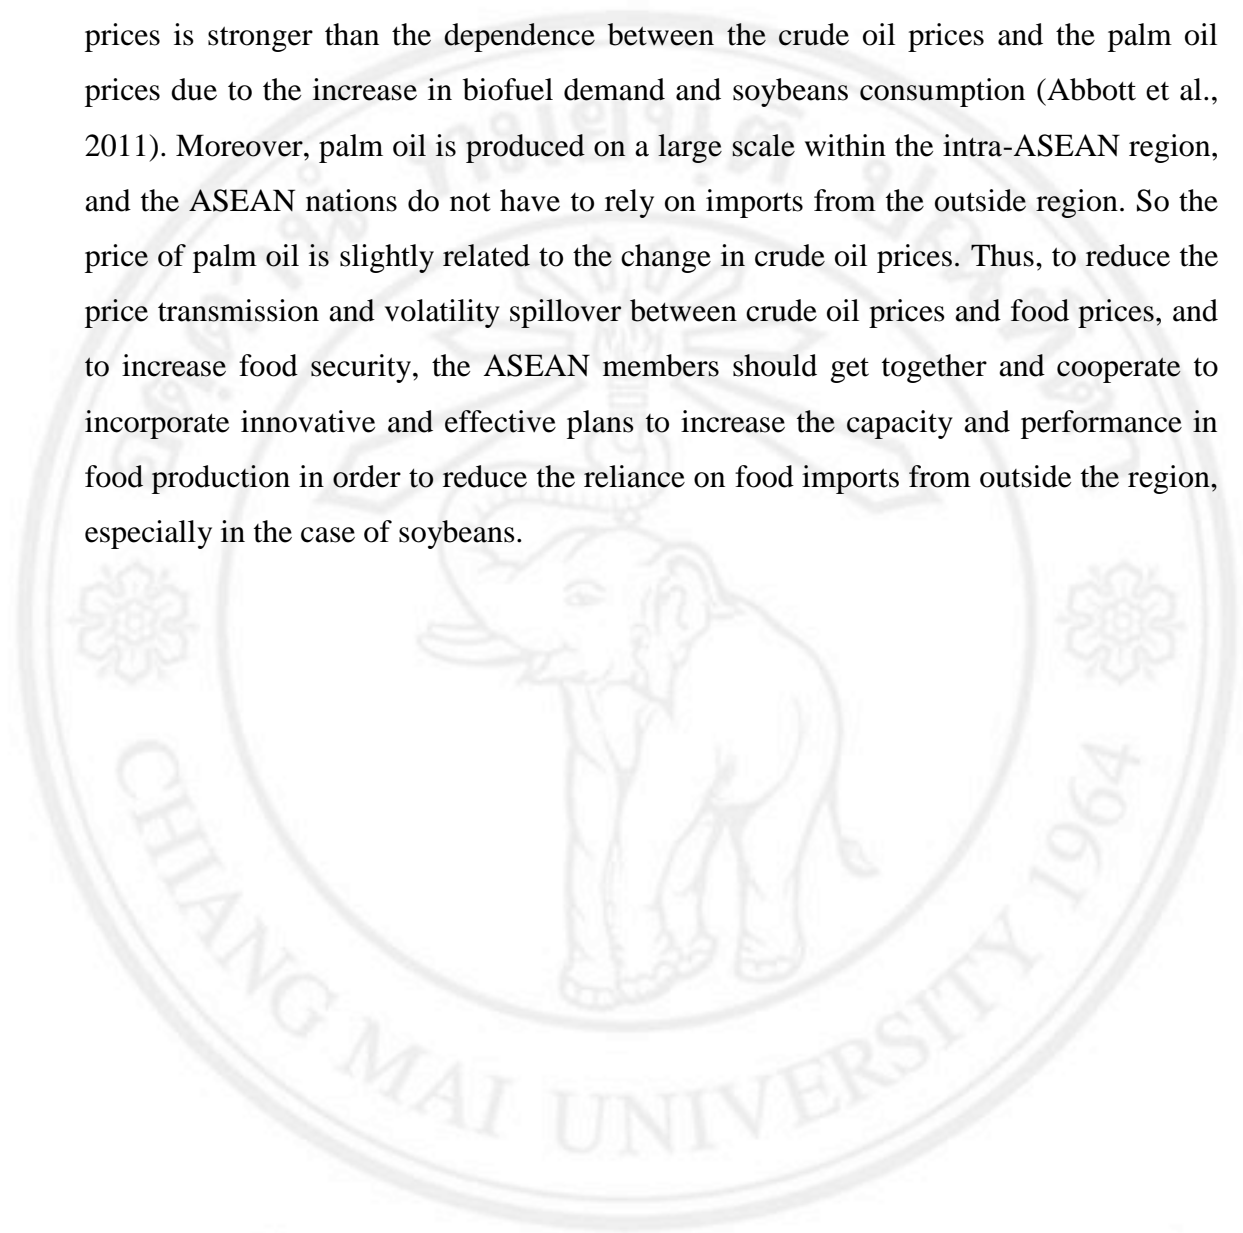 prices is stronger than the dependence between the crude oil prices and the palm oil
prices due to the increase in biofuel demand and soybeans consumption (Abbott et al.,
2011). Moreover, palm oil is produced on a large scale within the intra-ASEAN region,
and the ASEAN nations do not have to rely on imports from the outside region. So the
price of palm oil is slightly related to the change in crude oil prices. Thus, to reduce the
price transmission and volatility spillover between crude oil prices and food prices, and
to increase food security, the ASEAN members should get together and cooperate to
incorporate innovative and effective plans to increase the capacity and performance in
food production in order to reduce the reliance on food imports from outside the region,
especially in the case of soybeans.
CHIANG MAI UNIVERSITY 1964